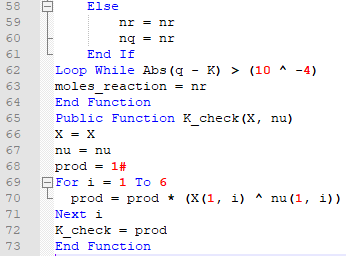 58 Else
59 nr = nr
60 nq = nq
61 End If
62 Loop While Abs(q - K) > (10 ^ -4)
63 moles_reaction = nr
64 End Function
65 Public Function K_check(X, nu)
66 X = X
67 nu = nu
68 prod = 1#
69 For i = 1 To 6
70 prod = prod * (X(1, i) ^ nu(1, i))
71 Next i
72 K_check = prod
73 End Function